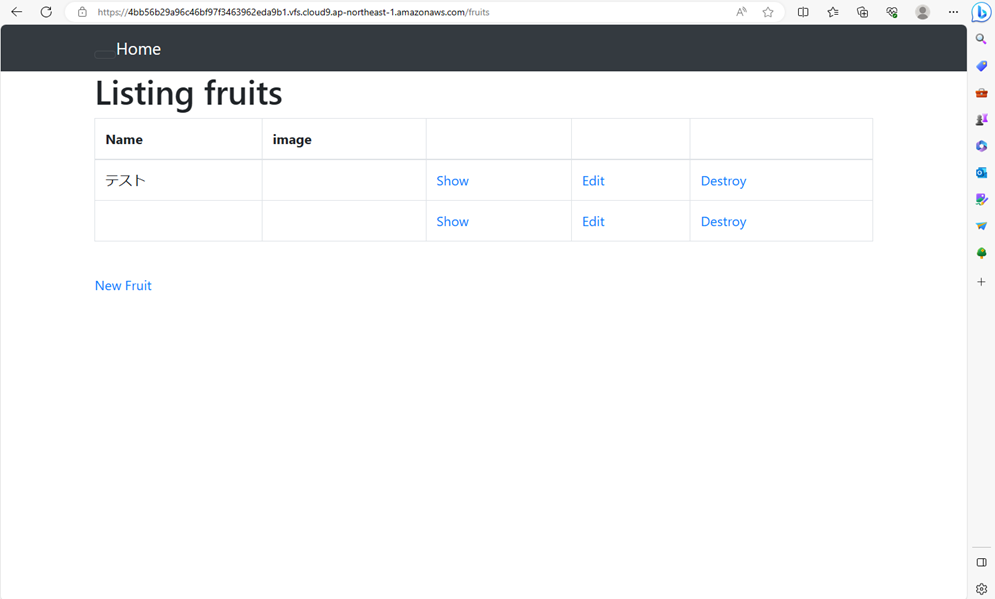 https://4bb56b29a96c46bf97f3463962eda9b1.vfs.cloud9.ap-northeast-1.amazonaws.com/fruits
Home
Listing fruits
Name image
テスト Show Edit Destroy
Show Edit Destroy
New Fruit